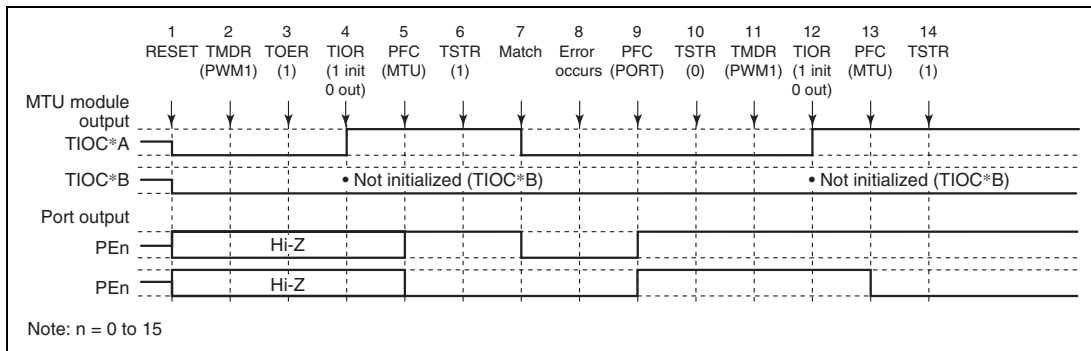 1 2 3 4 5 6 7 8 9 10 11 12 13 14
RESET TMDR TOER TIOR PFC TSTR Match Error PFC TSTR TMDR TIOR PFC TSTR
(PWM1) (1) (1 init (MTU) (1) occurs (PORT) (0) (PWM1) (1 init (MTU) (1)
0 out) 0 out)
MTU module
output
TIOC*A
TIOC*B • Not initialized (TIOC*B) • Not initialized (TIOC*B)
Port output
PEn Hi-Z
PEn Hi-Z
Note: n = 0 to 15